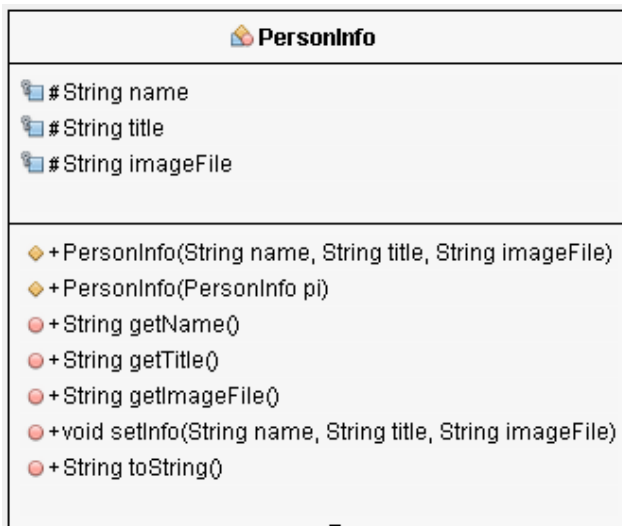 PersonInfo
# String name
# String title
# String imageFile
+ PersonInfo(String name, String title, String imageFile)
+ PersonInfo(PersonInfo pi)
+ String getName()
+ String getTitle()
+ String getImageFile()
+ void setInfo(String name, String title, String imageFile)
+ String toString()